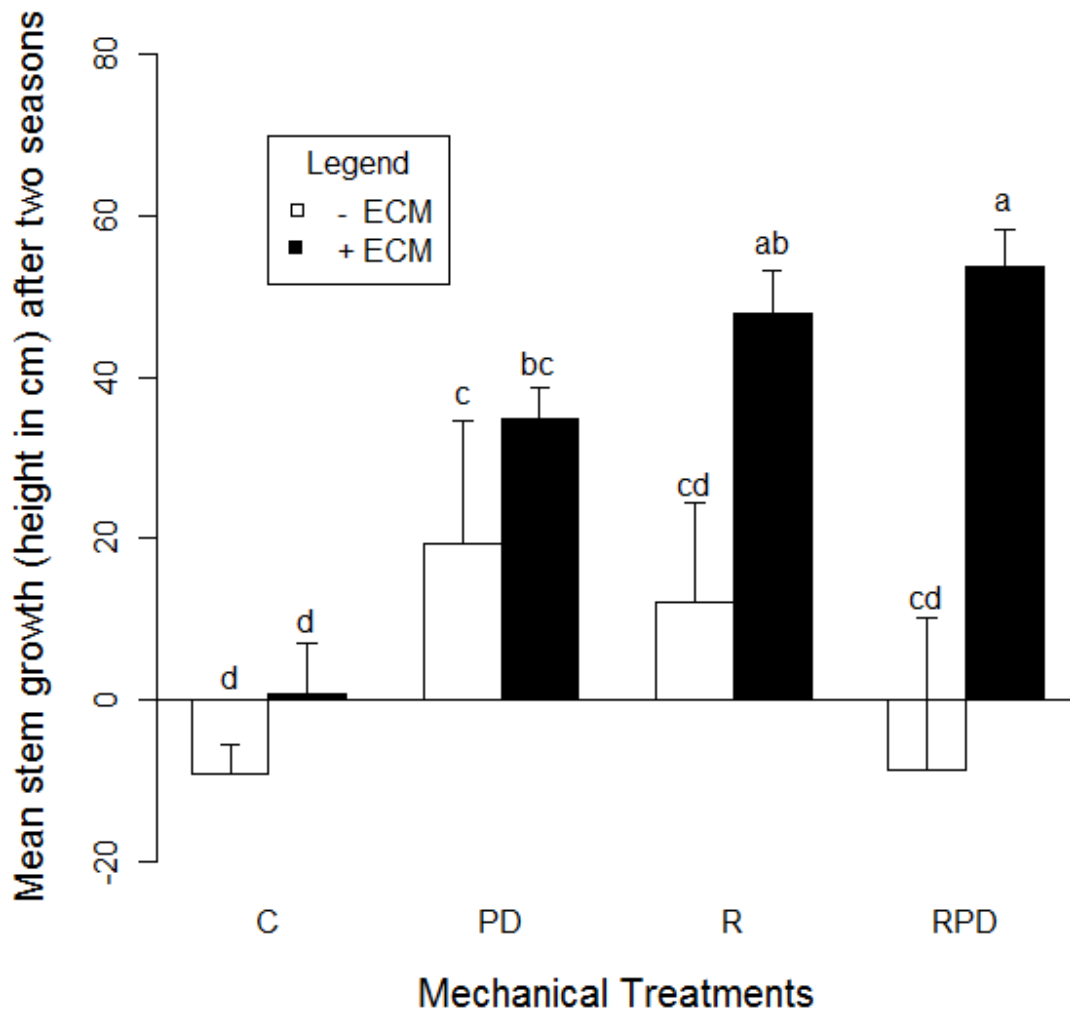 Mean stem growth (height in cm) after two seasons
80
60
40
20
0
-20
Legend
- ECM
+ ECM
d
d
c
bc
cd
ab
cd
a
C PD R RPD
Mechanical Treatments